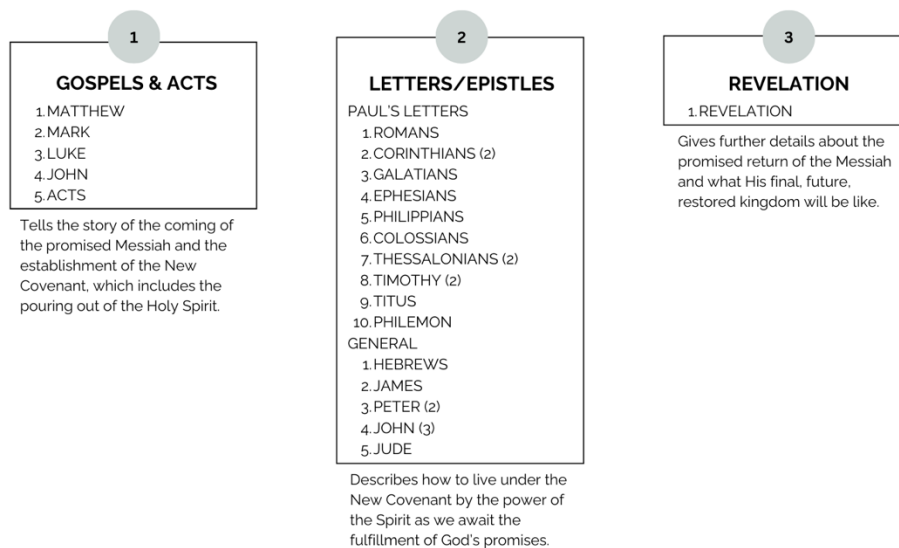 1
GOSPELS & ACTS
1. MATTHEW
2. MARK
3. LUKE
4. JOHN
5. ACTS
Tells the story of the coming of
the promised Messiah and the
establishment of the New
Covenant, which includes the
pouring out of the Holy Spirit.
2
LETTERS/EPISTLES
PAUL'S LETTERS
1. ROMANS
2. CORINTHIANS (2)
3. GALATIANS
4. EPHESIANS
5. PHILIPPIANS
6. COLOSSIANS
7. THESSALONIANS (2)
8. TIMOTHY (2)
9. TITUS
10. PHILEMON
GENERAL
1. HEBREWS
2. JAMES
3. PETER (2)
4. JOHN (3)
5. JUDE
Describes how to live under the
New Covenant by the power of
the Spirit as we await the
fulfillment of God's promises.
3
REVELATION
1. REVELATION
Gives further details about the
promised return of the Messiah
and what His final, future,
restored kingdom will be like.